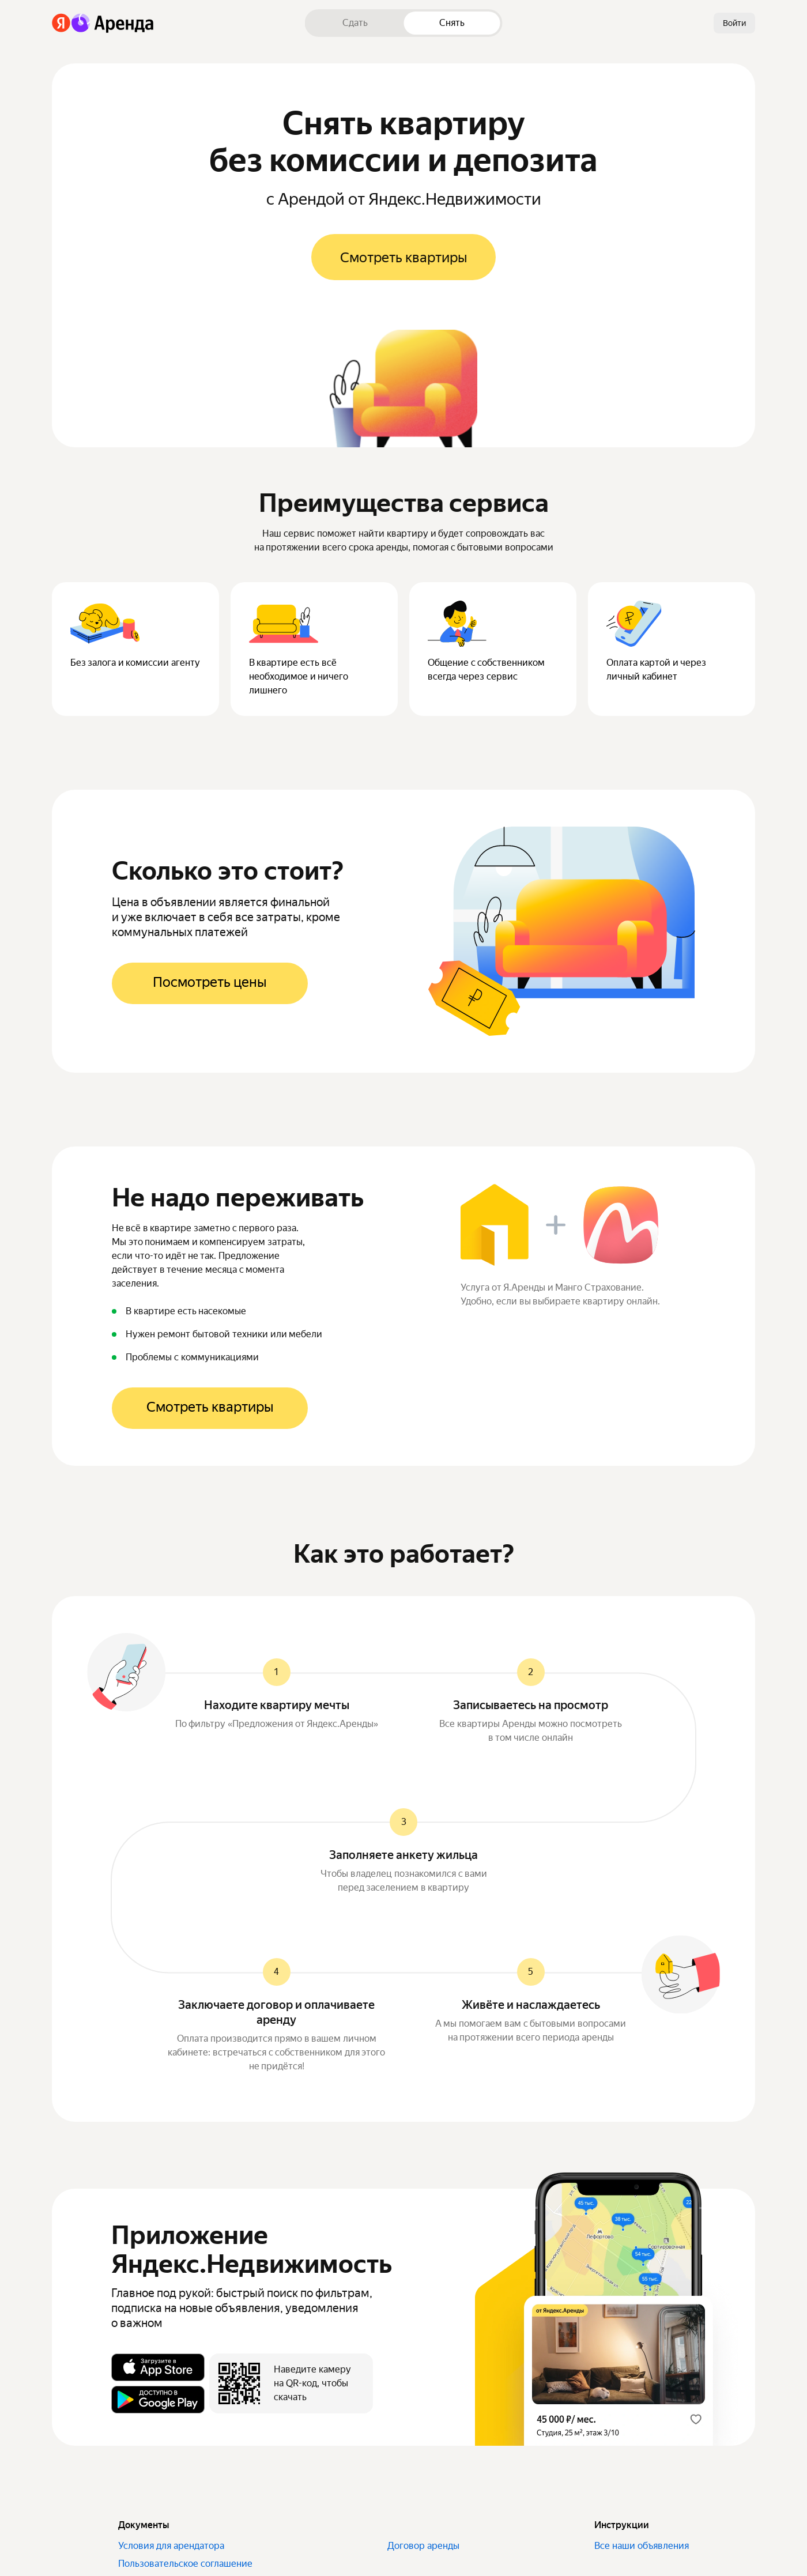 Я Аренда
Сдать
Снять
Войти
Снять квартиру
без комиссии и депозита
с Арендой от Яндекс.Недвижимости
Смотреть квартиры
Преимущества сервиса
Наш сервис поможет найти квартиру и будет сопровождать вас
на протяжении всего срока аренды, помогая с бытовыми вопросами
Без залога и комиссии агенту
В квартире есть всё
необходимое и ничего
лишнего
Общение с собственником
всегда через сервис
Оплата картой и через
личный кабинет
Сколько это стоит?
Цена в объявлении является финальной
и уже включает в себя все затраты, кроме
коммунальных платежей
Посмотреть цены
Не надо переживать
Не всё в квартире заметно с первого раза.
Мы это понимаем и компенсируем затраты,
если что-то идёт не так. Предложение
действует в течение месяца с момента
заселения.
В квартире есть насекомые
Нужен ремонт бытовой техники или мебели
Проблемы с коммуникациями
Смотреть квартиры
Услуга от Я.Аренды и Манго Страхование.
Удобно, если вы выбираете квартиру онлайн.
Как это работает?
1
Находите квартиру мечты
По фильтру «Предложения от Яндекс.Аренды»
2
Записываетесь на просмотр
Все квартиры Аренды можно посмотреть
в том числе онлайн
3
Заполняете анкету жильца
Чтобы владелец познакомился с вами
перед заселением в квартиру
4
Заключаете договор и оплачиваете
аренду
Оплата производится прямо в вашем личном
кабинете: встречаться с собственником для этого
не придётся!
5
Живёте и наслаждаетесь
А мы помогаем вам с бытовыми вопросами
на протяжении всего периода аренды
Приложение
Яндекс.Недвижимость
Главное под рукой: быстрый поиск по фильтрам,
подписка на новые объявления, уведомления
о важном
Загрузите в
App Store
ДОСТУПНО В
Google Play
Наведите камеру
на QR-код, чтобы
скачать
45 тыс.
38 тыс.
Лефортово
Сортировочная
54 тыс.
55 тыс.
от Яндекс.Аренды
45 000 ₽/ мес.
Студия, 25 м², этаж 3/10
Документы
Условия для арендатора
Пользовательское соглашение
Договор аренды
Инструкции
Все наши объявления